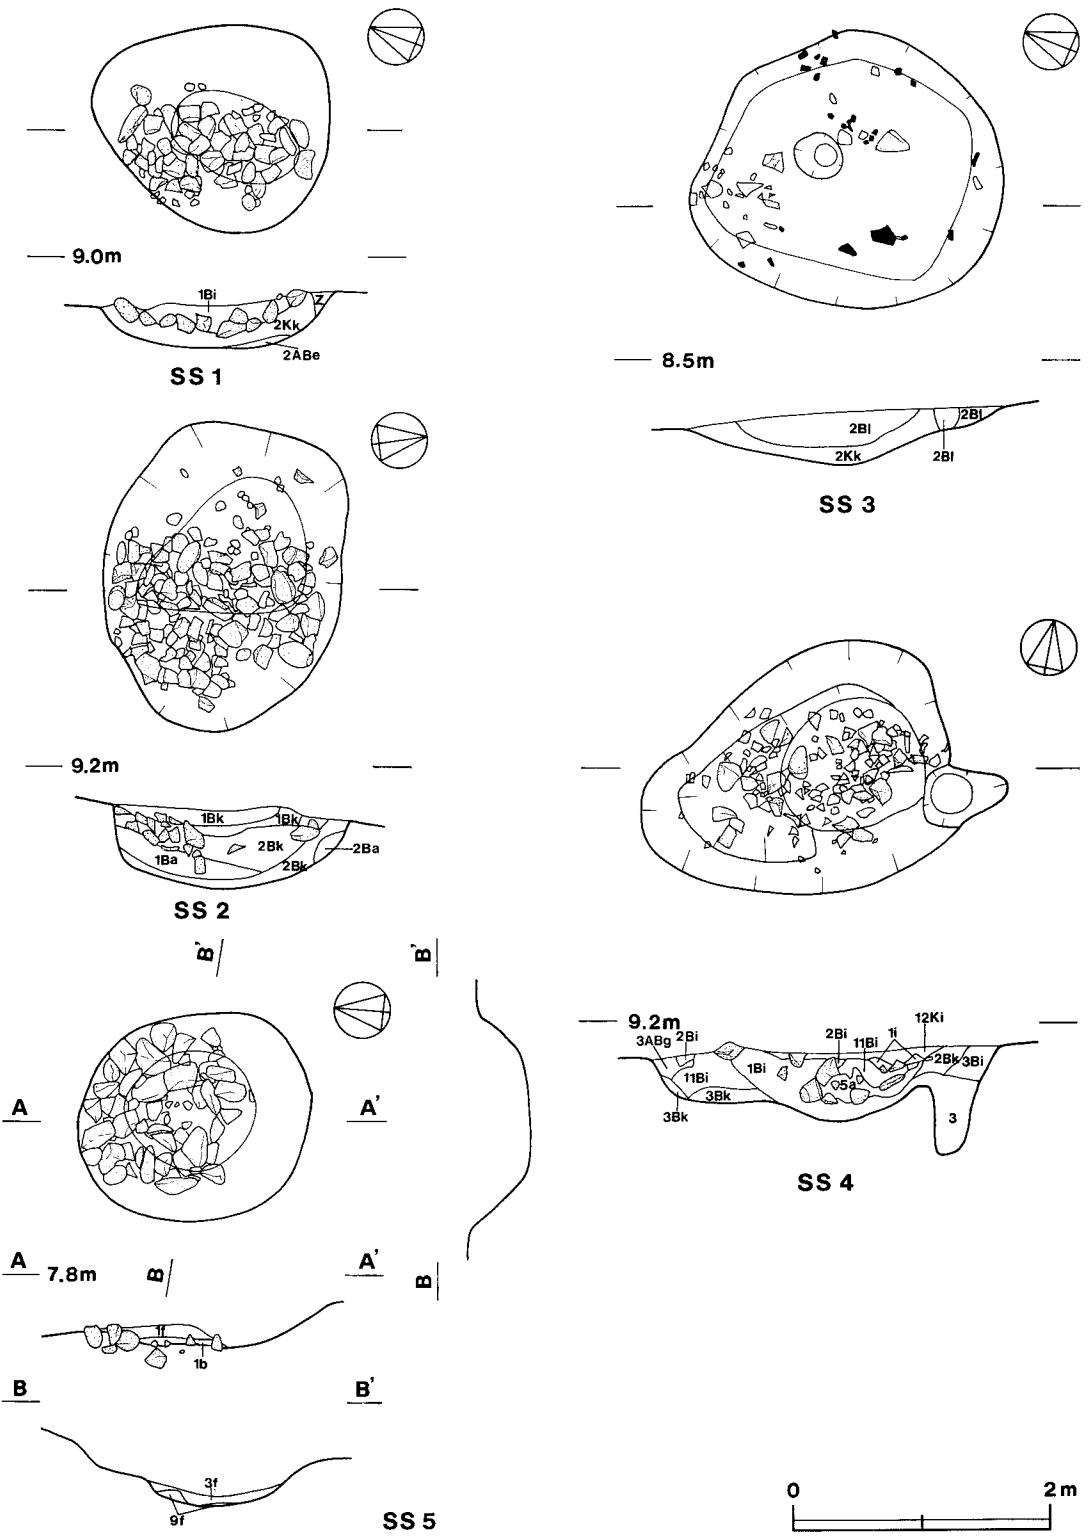 9.0m
1Bi
Z
2Kk
2ABe
SS 1
8.5m
2Bl
2Bl
2Kk
2Bl
SS 3
9.2m
1Bk
1Bk
2Bk
1Ba
2Bk
2Ba
SS 2
9.2m
3ABg
2Bi
2Bi
11Bi
1i
12Ki
1Bi
2Bk
3Bi
11Bi
5a
3Bk
3Bk
3
SS 4
B'
B'
A
A'
A
7.8m
B
A'
B
1f
1b
B
B'
3f
9f
SS 5
0
2m